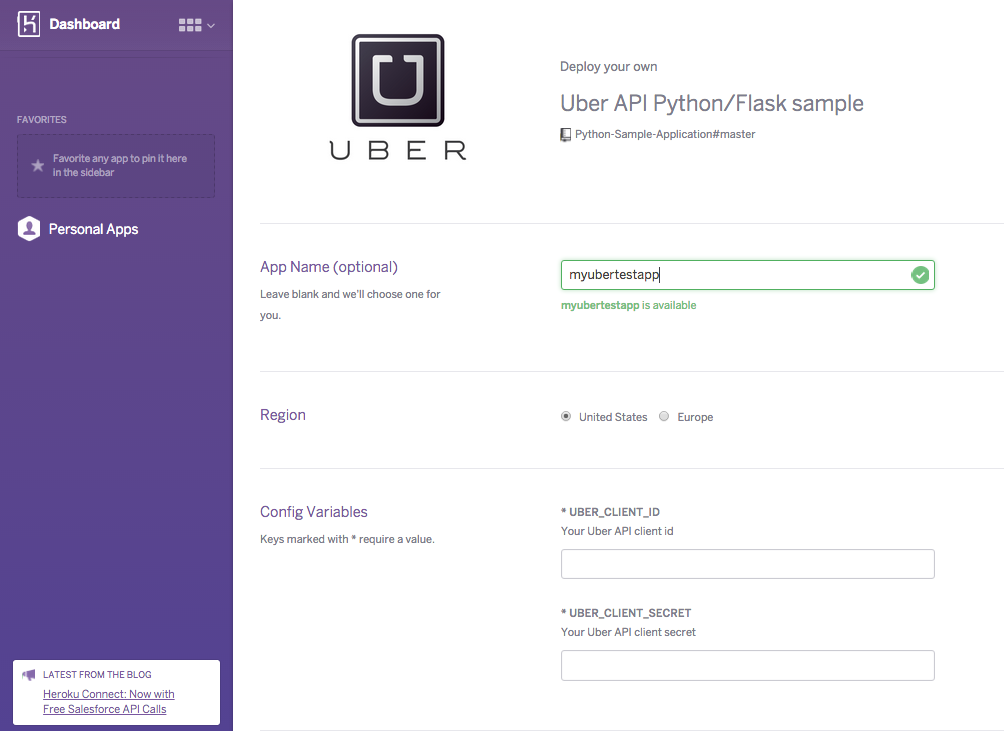 Dashboard
FAVORITES
Favorite any app to pin it here
in the sidebar
Personal Apps
LATEST FROM THE BLOG
Heroku Connect: Now with
Free Salesforce API Calls
UBER
Deploy your own
Uber API Python/Flask sample
Python-Sample-Application#master
App Name (optional)
Leave blank and we'll choose one for
you.
myubertestapp
myubertestapp is available
Region
United States Europe
Config Variables
Keys marked with * require a value.
* UBER_CLIENT_ID
Your Uber API client id
* UBER_CLIENT_SECRET
Your Uber API client secret